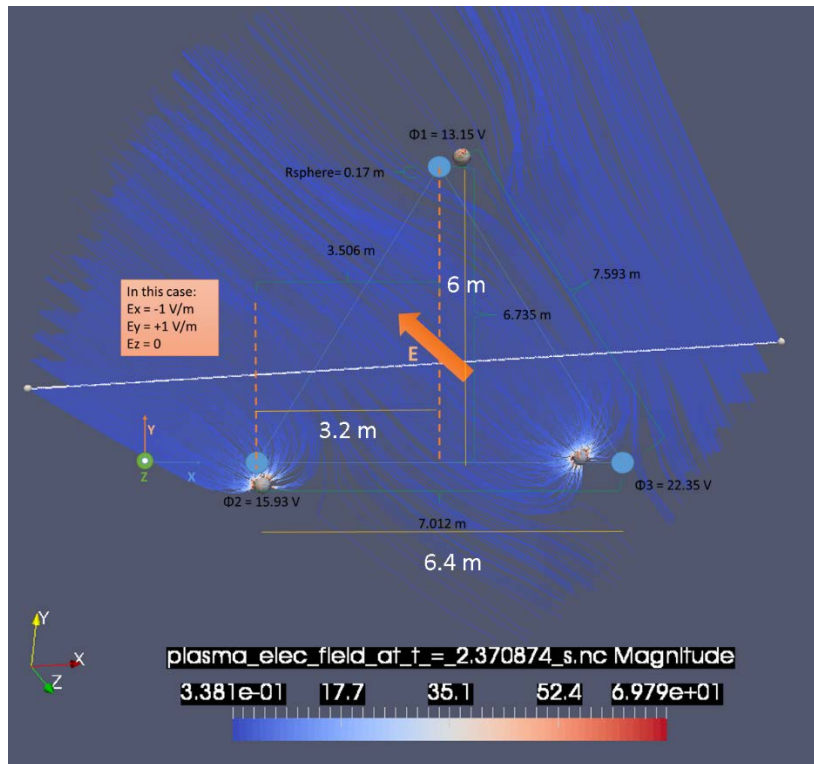 Φ1 = 13.15 V
Rsphere= 0.17 m
3.506 m
6 m
7.593 m
6.735 m
In this case:
Ex = -1 V/m
Ey = +1 V/m
Ez = 0
E
3.2 m
Y
Z
X
Φ2 = 15.93 V
Φ3 = 22.35 V
7.012 m
6.4 m
Y
X
Z
plasma_elec_field_at_t_=_2.370874_s.nc Magnitude
3.381e-01 17.7 35.1 52.4 6.979e+01